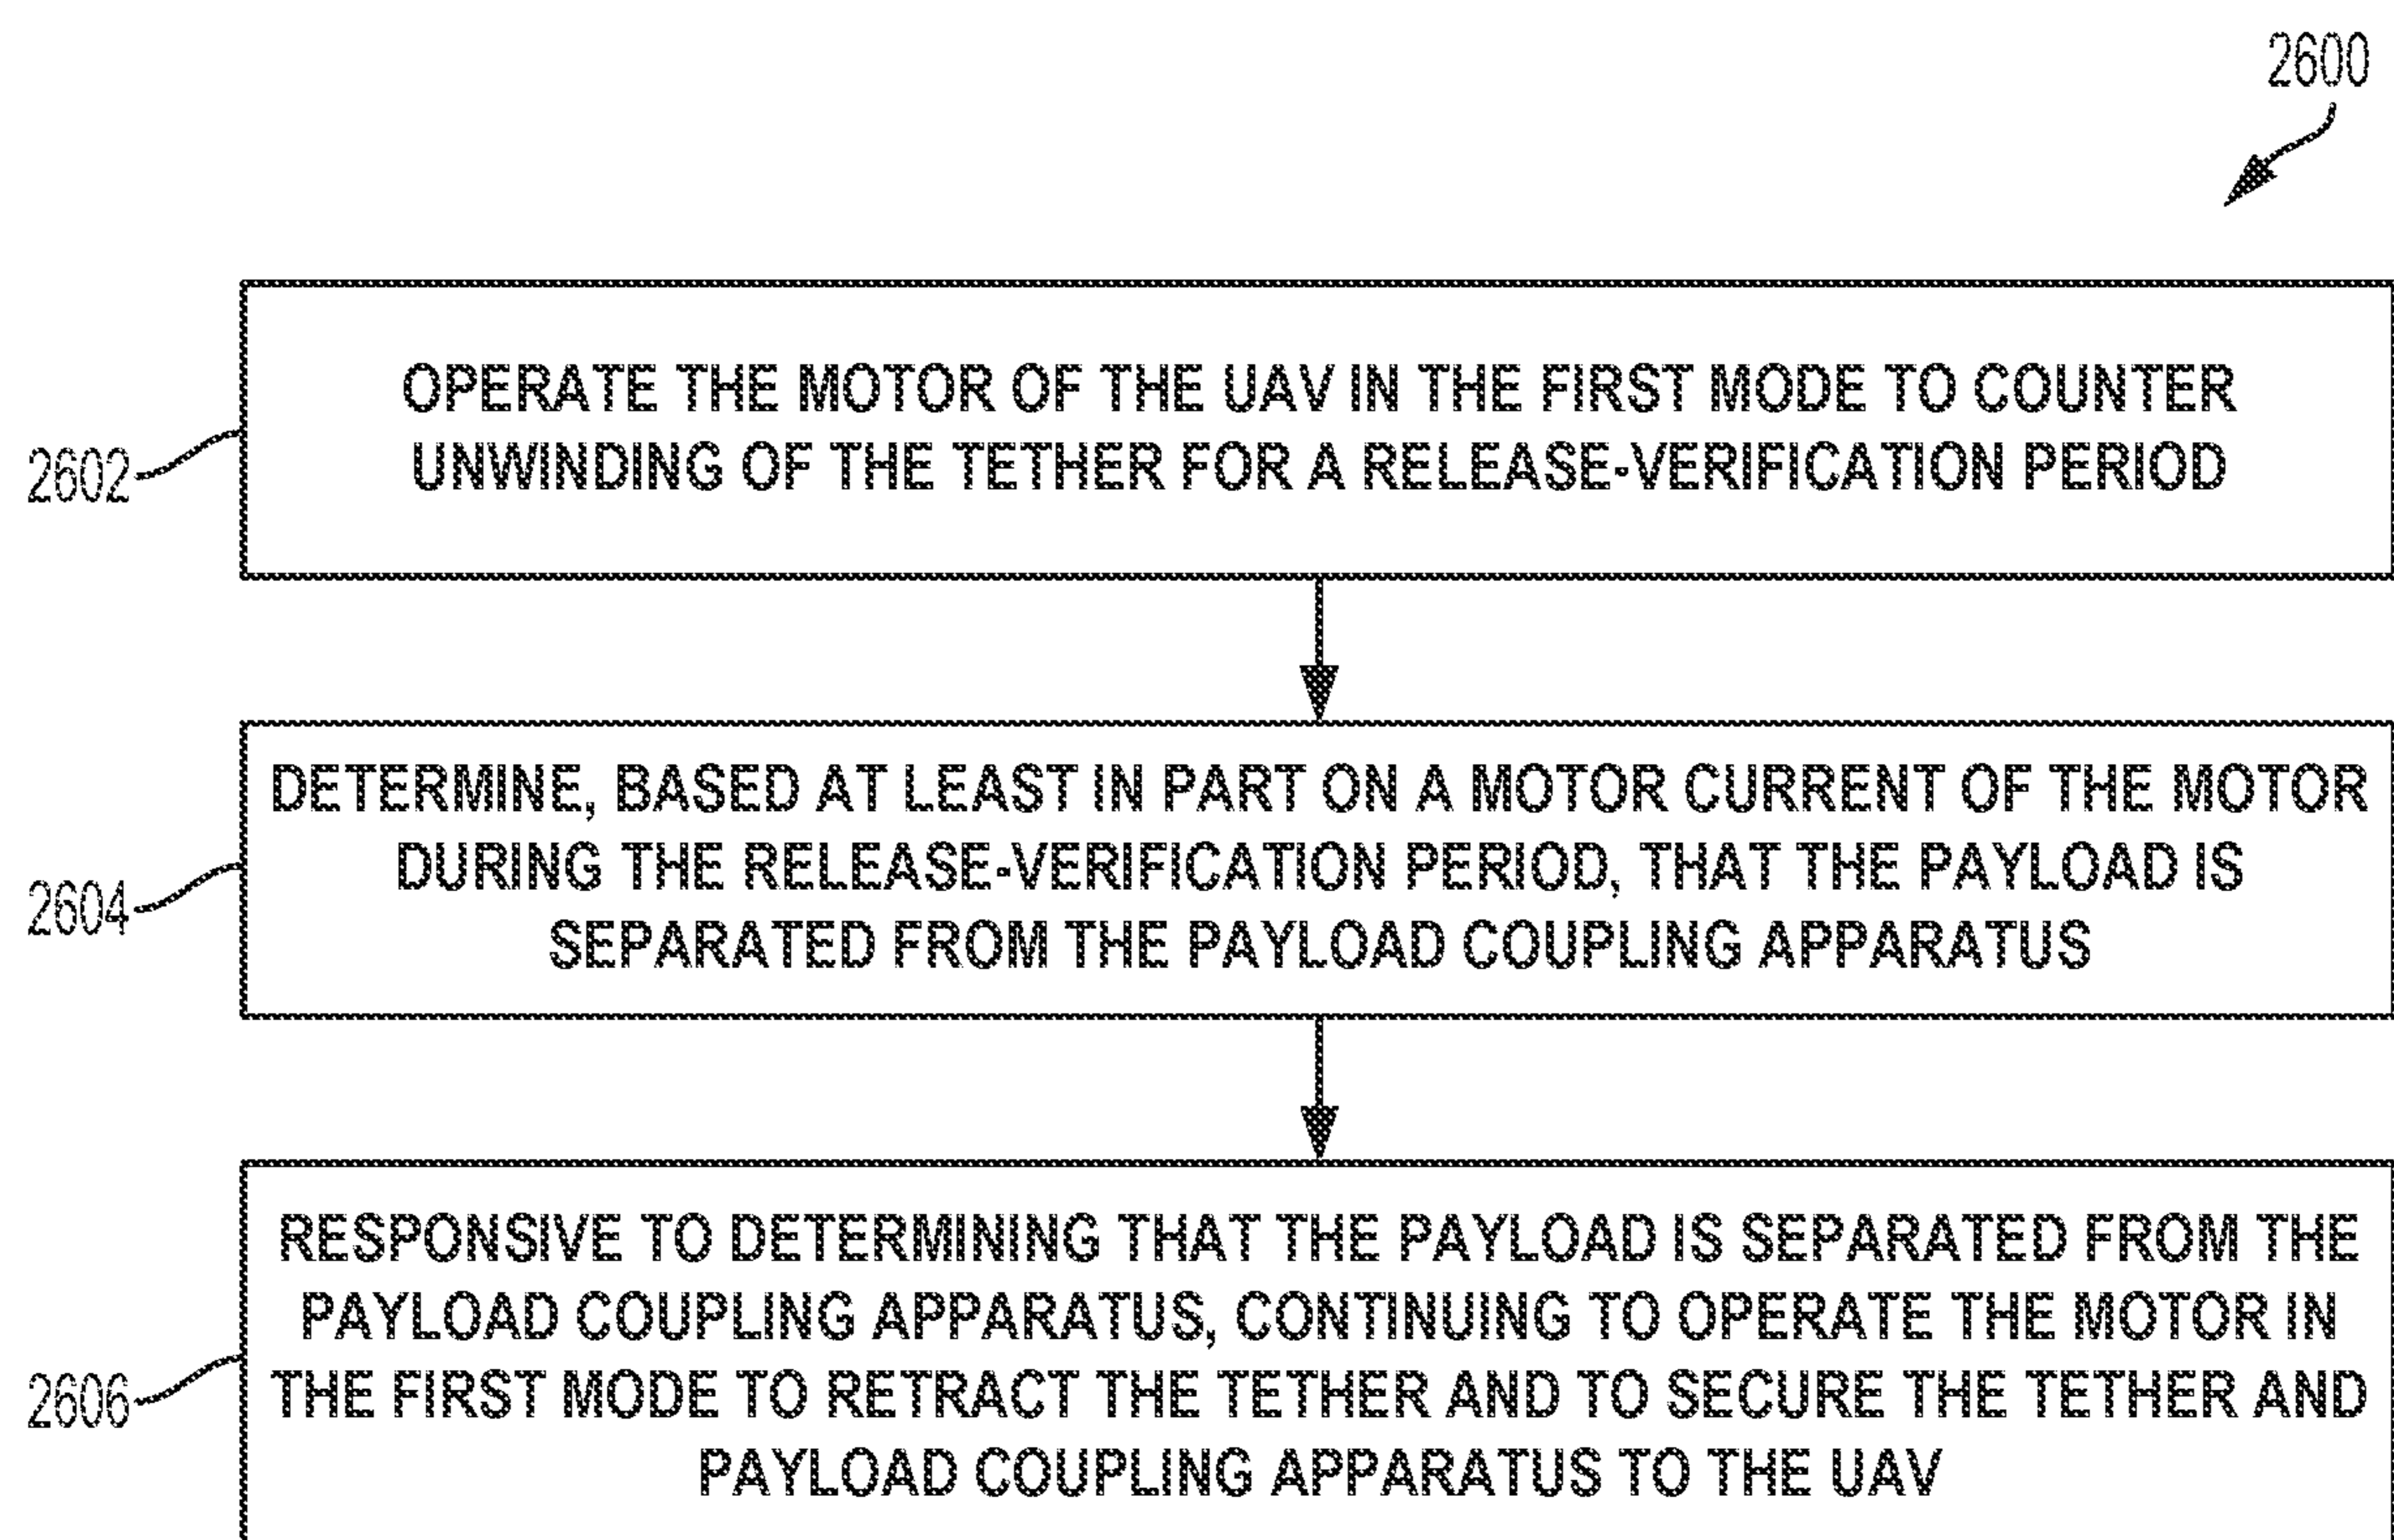 2600
OPERATE THE MOTOR OF THE UAV IN THE FIRST MODE TO COUNTER
UNWINDING OF THE TETHER FOR A RELEASE-VERIFICATION PERIOD
2602
DETERMINE, BASED AT LEAST IN PART ON A MOTOR CURRENT OF THE MOTOR
DURING THE RELEASE-VERIFICATION PERIOD, THAT THE PAYLOAD IS
SEPARATED FROM THE PAYLOAD COUPLING APPARATUS
2604
RESPONSIVE TO DETERMINING THAT THE PAYLOAD IS SEPARATED FROM THE
PAYLOAD COUPLING APPARATUS, CONTINUING TO OPERATE THE MOTOR IN
THE FIRST MODE TO RETRACT THE TETHER AND TO SECURE THE TETHER AND
PAYLOAD COUPLING APPARATUS TO THE UAV
2606